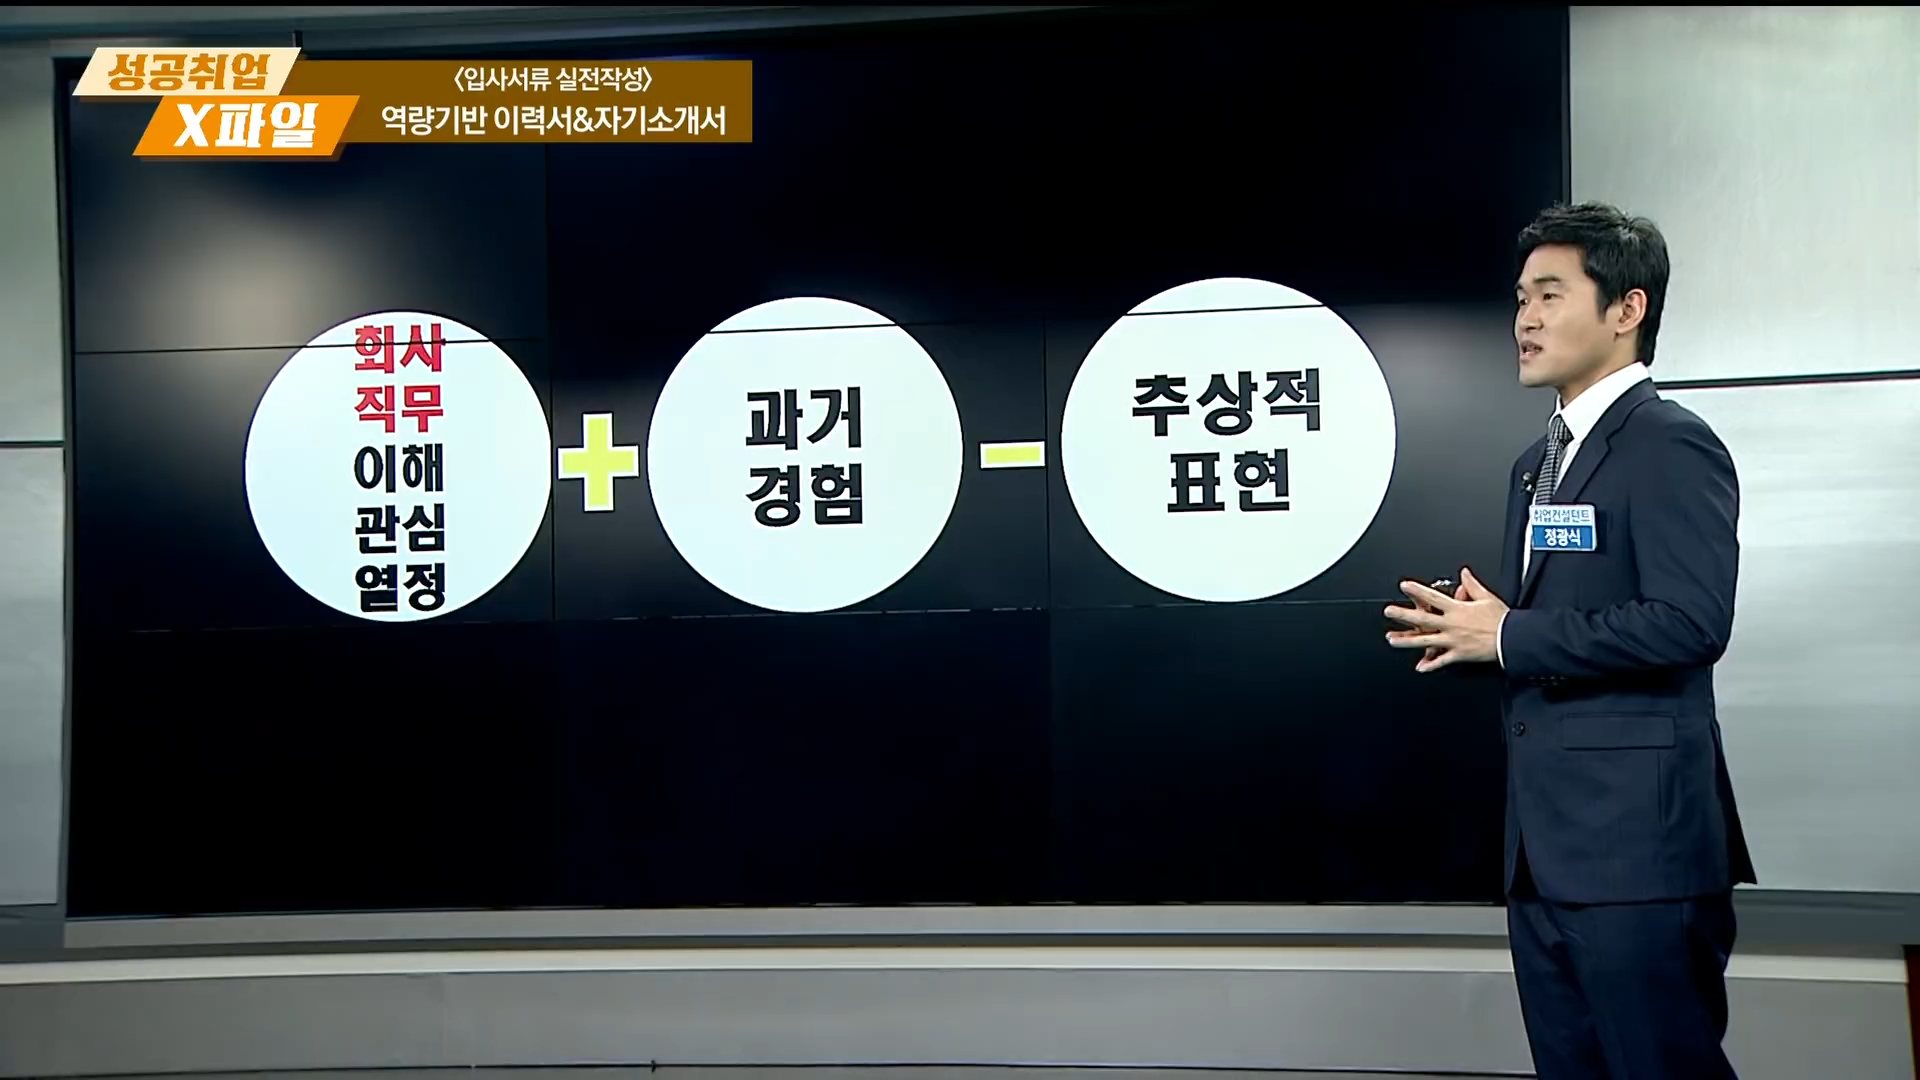 성공취업
X파일
<입사서류 실전작성>
역량기반 이력서&자기소개서
회사
직무
이해
관심
열정
+
과거
경험
-
추상적
표현
취업컨설턴트
정광식